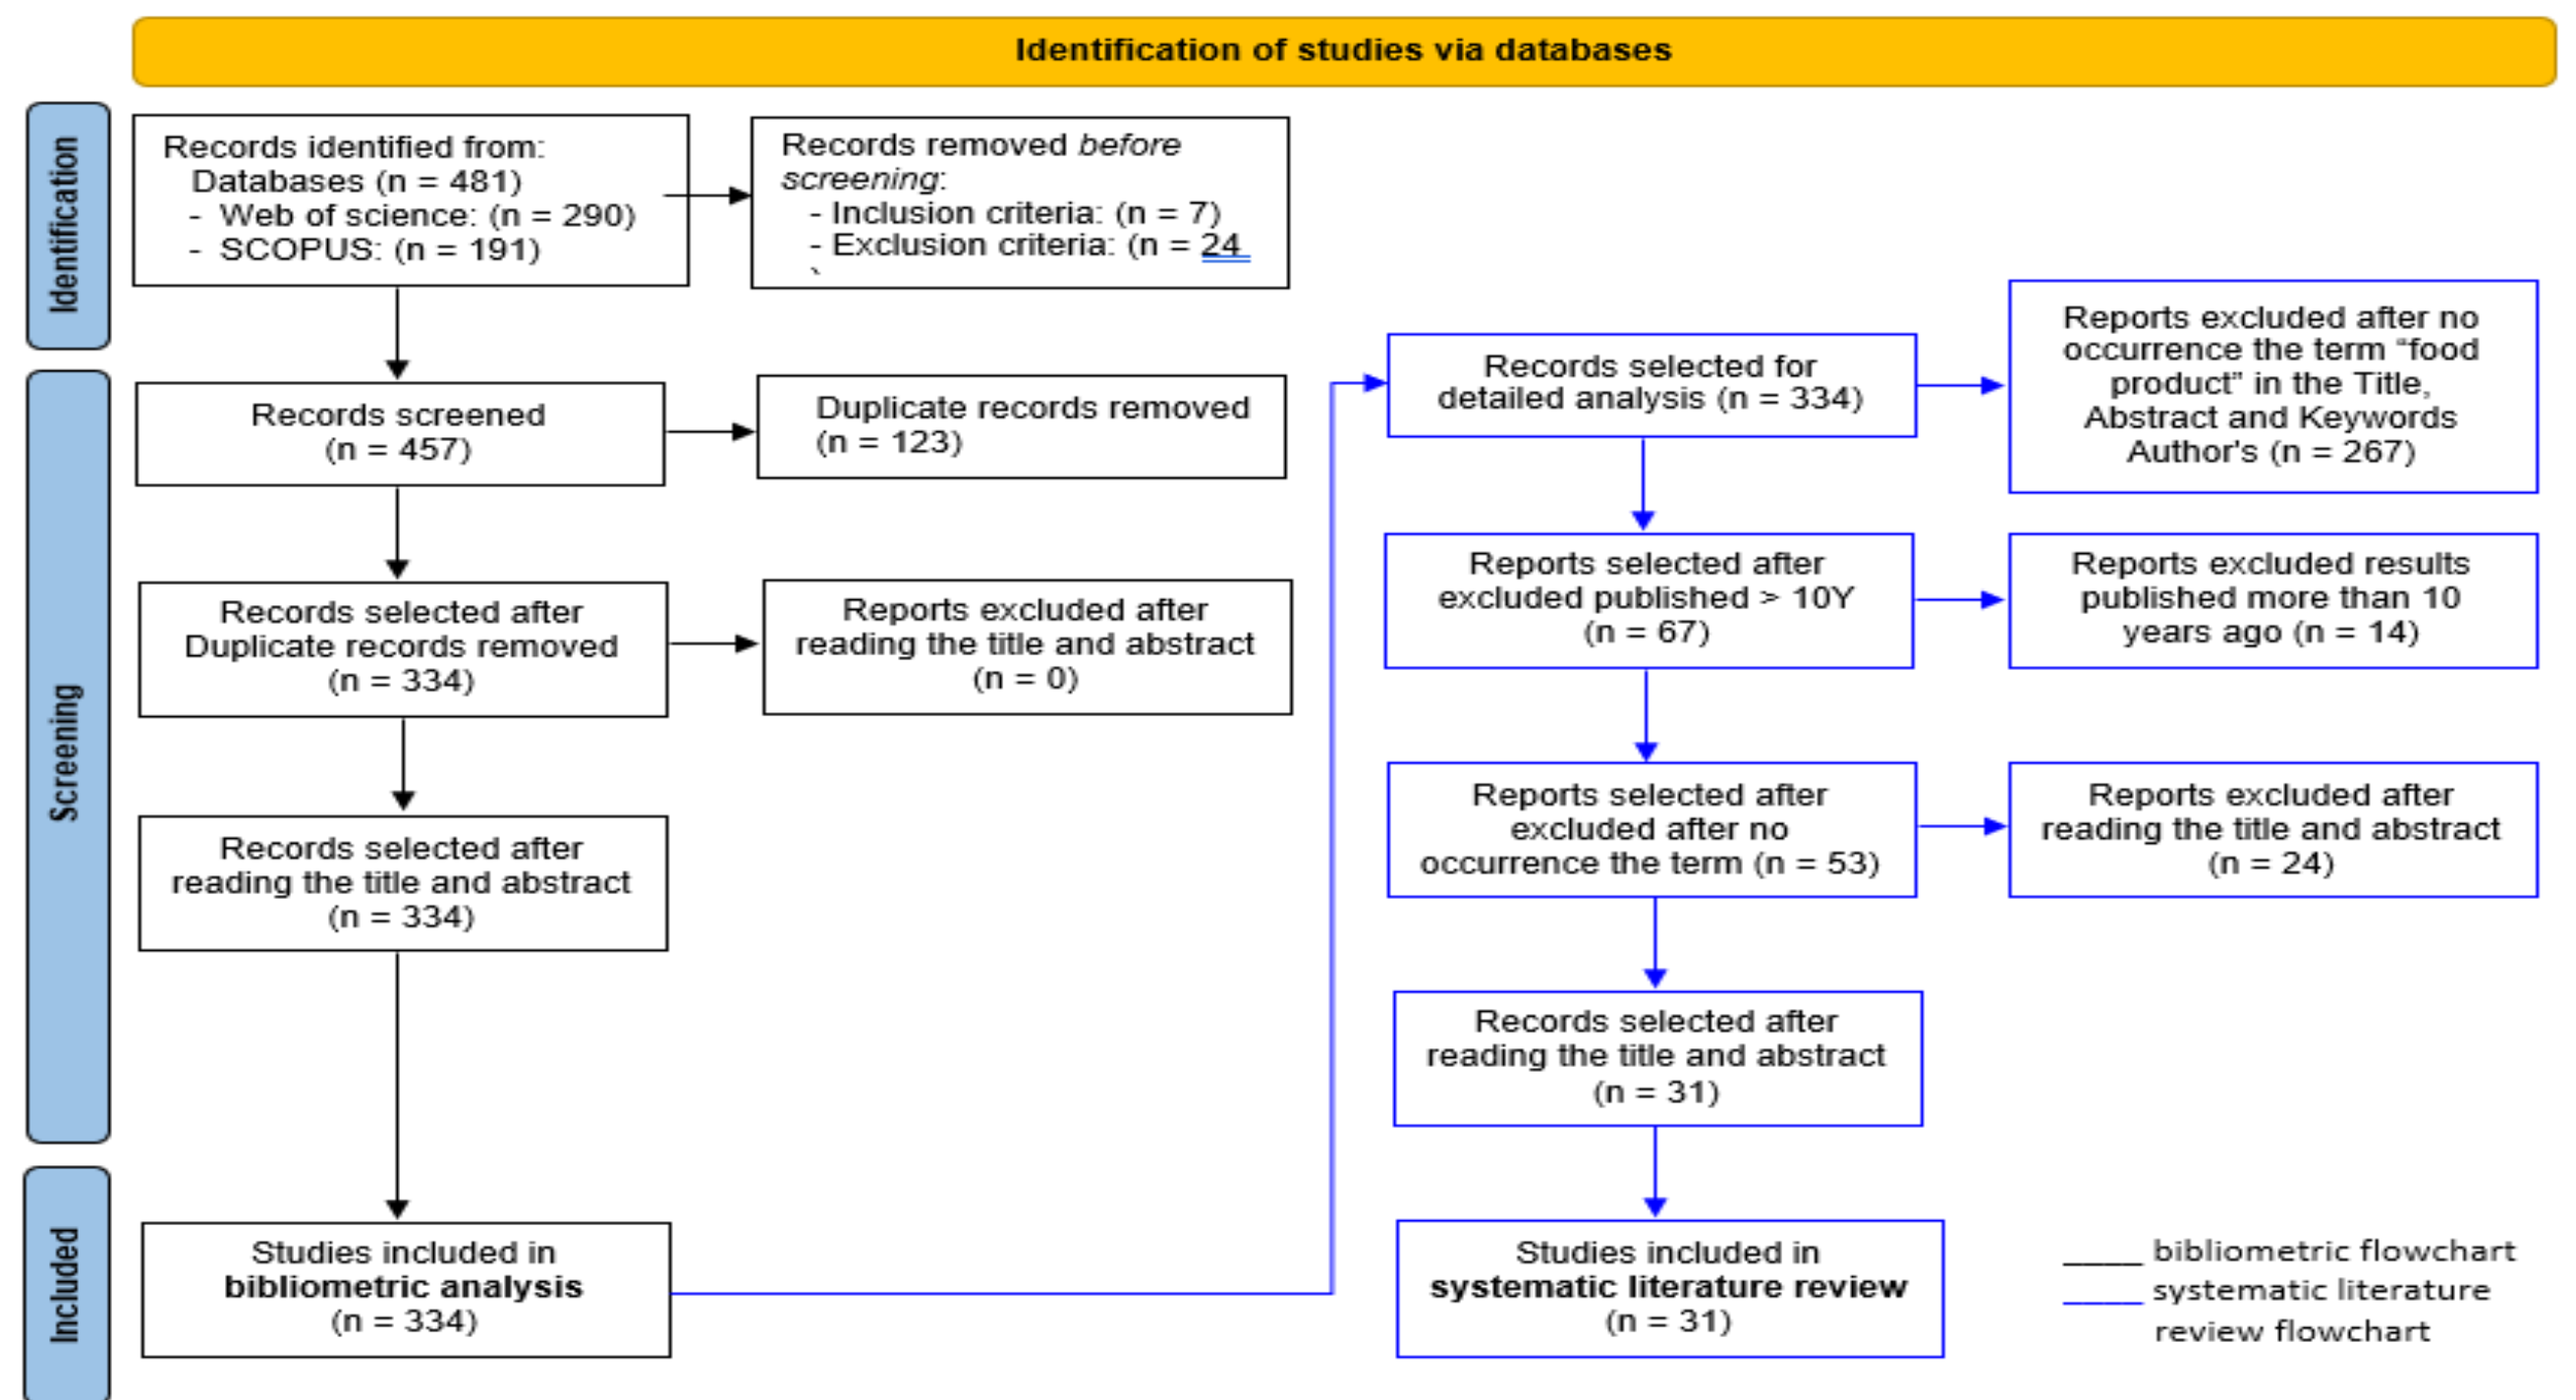 Identification of studies via databases
Identification
Records identified from:
Databases (n = 481)
- Web of science: (n = 290)
- SCOPUS: (n = 191)
Records removed before
screening:
- Inclusion criteria: (n = 7)
- Exclusion criteria: (n = 24
Screening
Records screened
(n = 457)
Duplicate records removed
(n = 123)
Records selected after
Duplicate records removed
(n = 334)
Reports excluded after
reading the title and abstract
(n = 0)
Records selected after
reading the title and abstract
(n = 334)
Included
Studies included in
bibliometric analysis
(n = 334)
Records selected for
detailed analysis (n = 334)
Reports excluded after no
occurrence the term “food
product” in the Title,
Abstract and Keywords
Author's (n = 267)
Reports selected after
excluded published > 10Y
(n = 67)
Reports excluded results
published more than 10
years ago (n = 14)
Reports selected after
excluded after no
occurrence the term (n = 53)
Reports excluded after
reading the title and abstract
(n = 24)
Records selected after
reading the title and abstract
(n = 31)
Studies included in
systematic literature review
(n = 31)
____ bibliometric flowchart
____ systematic literature
review flowchart